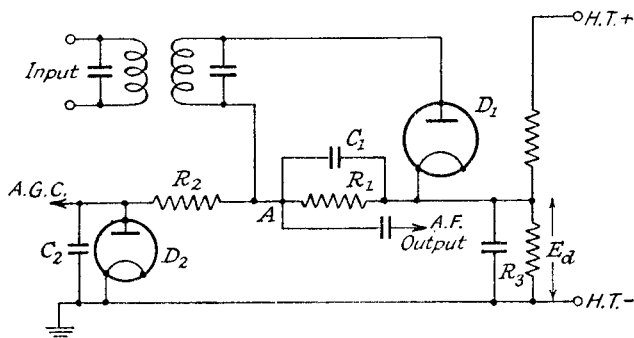 H.T.+
Input
D1
C1
A.G.C.
R2
A
R1
A.F.
Output
C2
D2
R3
Ed
H.T.-